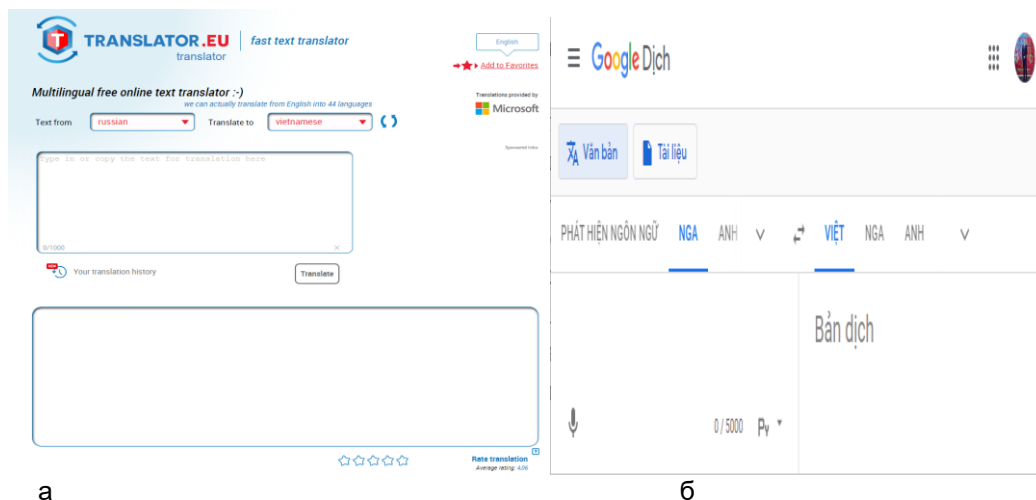 TRANSLATOR.EU
translator
fast text translator
English
Add to Favorites
Multilingual free online text translator :-)
we can actually translate from English into 44 languages
Translations provided by
Microsoft
Text from russian Translate to vietnamese
Sponsored links
Type in or copy the text for translation here
0/1000
NEW
Your translation history
Translate
Rate translation
Average rating: 4,06
а
Google Dịch
Văn bản Tài liệu
PHÁT HIỆN NGÔN NGỮ NGA ANH VIỆT NGA ANH
Bản dịch
0 / 5000
б